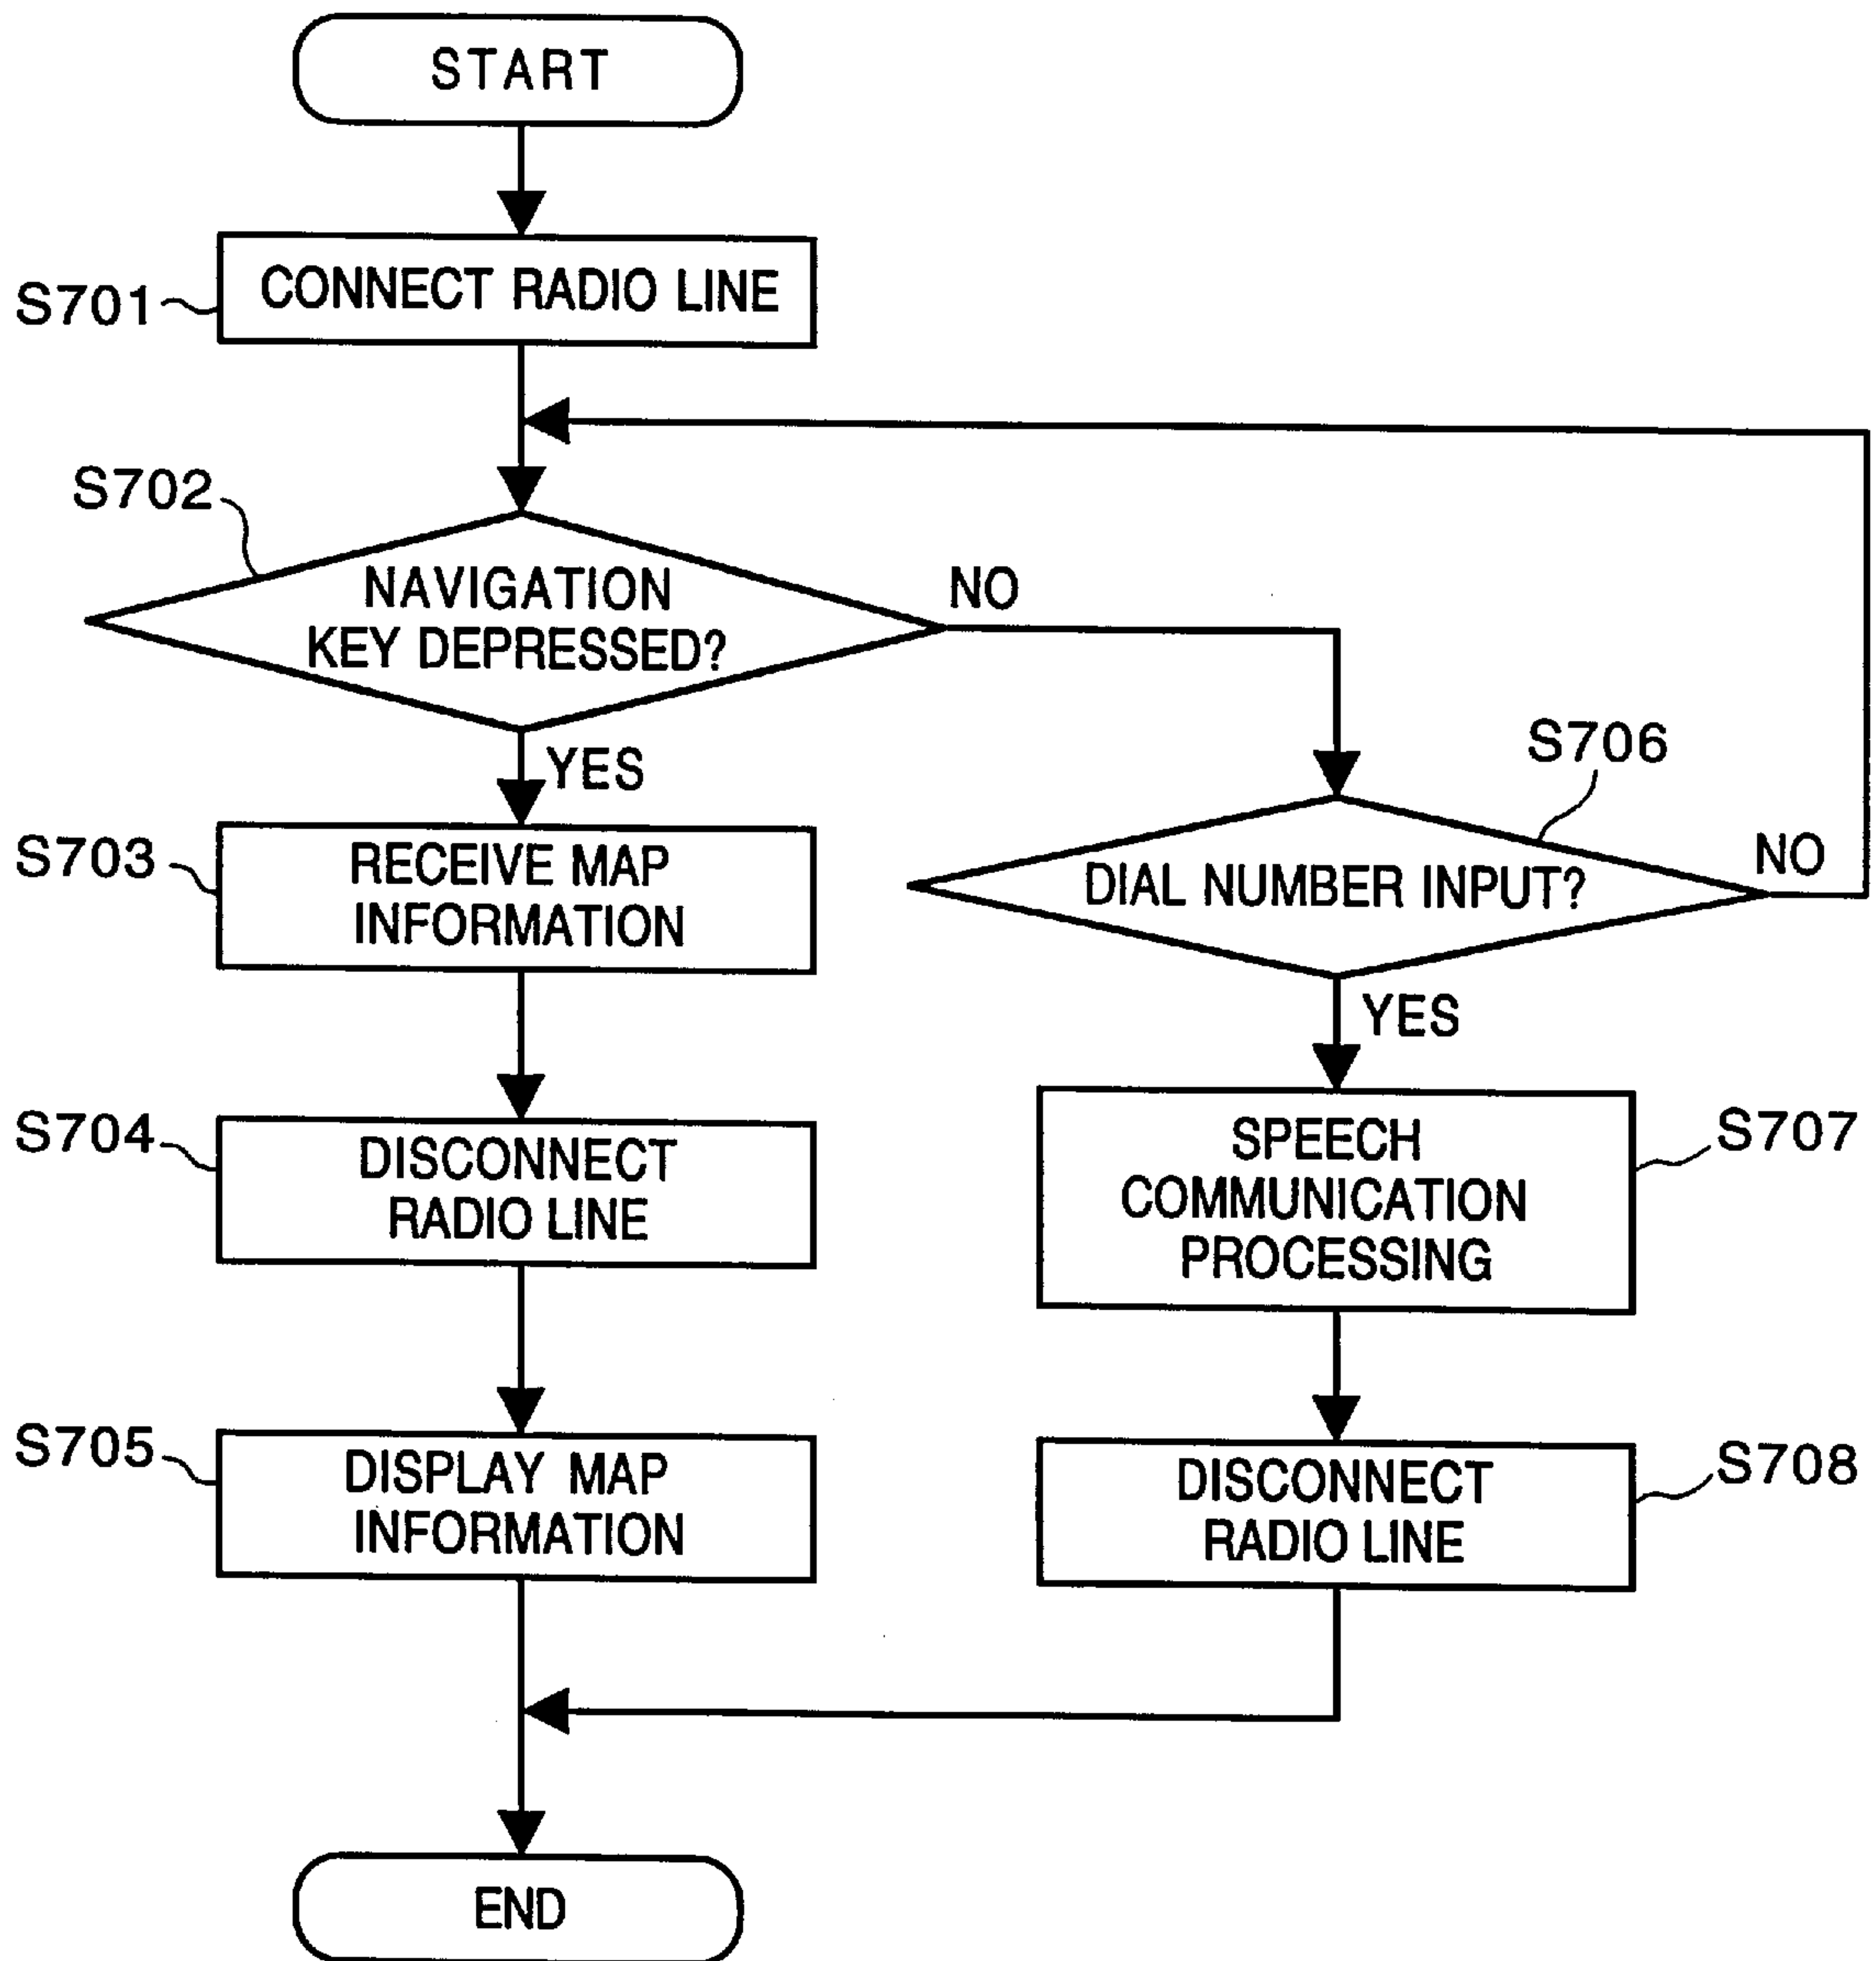 START
S701
CONNECT RADIO LINE
S702
NAVIGATION
KEY DEPRESSED?
NO
YES
S706
DIAL NUMBER INPUT?
NO
YES
S703
RECEIVE MAP
INFORMATION
S704
DISCONNECT
RADIO LINE
S707
SPEECH
COMMUNICATION
PROCESSING
S705
DISPLAY MAP
INFORMATION
S708
DISCONNECT
RADIO LINE
END